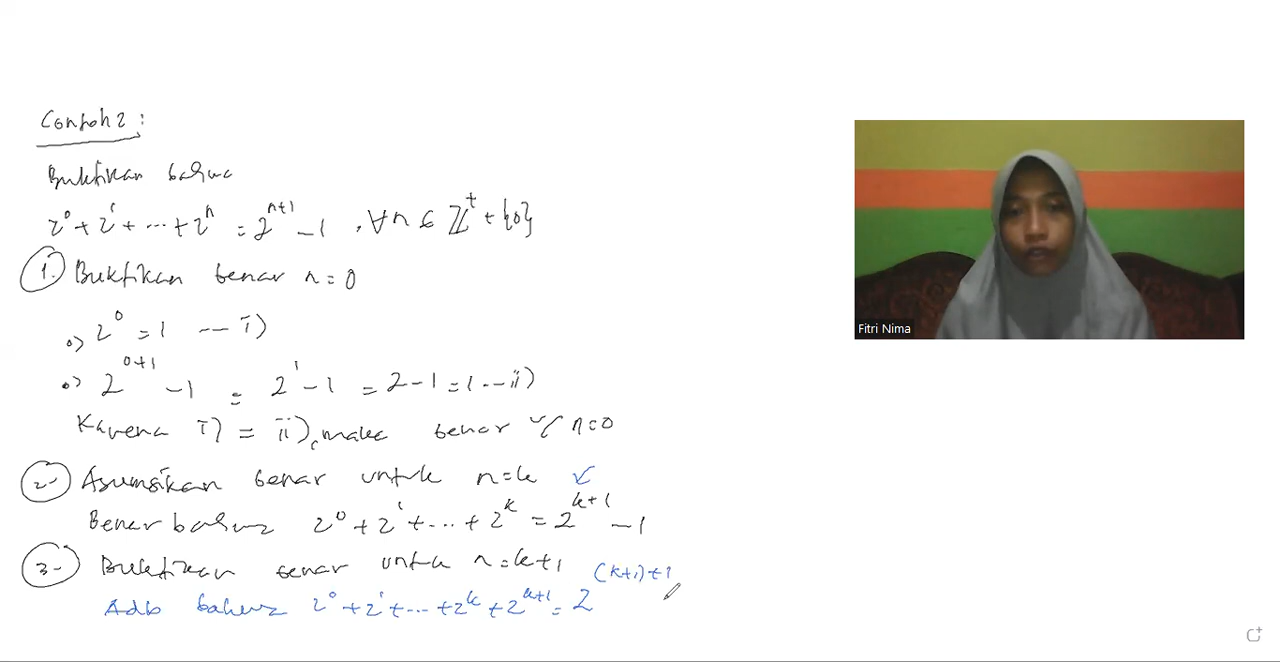 Contoh 2 :
Buktikan bahwa
2⁰ + 2¹ + ... + 2ⁿ = 2ⁿ⁺¹ - 1 , ∀n ∈ ℤ⁺ + {0}
1. Buktikan benar n = 0
•) 2⁰ = 1 --- i)
•) 2⁰⁺¹ - 1 = 2¹ - 1 = 2 - 1 = 1 --- ii)
Karena i) = ii), maka benar u/ n = 0
2. Asumsikan benar untuk n = k ✓
Benar bahwa 2⁰ + 2¹ + ... + 2ᵏ = 2ᵏ⁺¹ - 1
3. Buktikan benar untuk n = k+1
Adb bahwa 2⁰ + 2¹ + ... + 2ᵏ + 2ᵏ⁺¹ = 2⁽ᵏ⁺¹⁾⁺¹
Fitri Nima